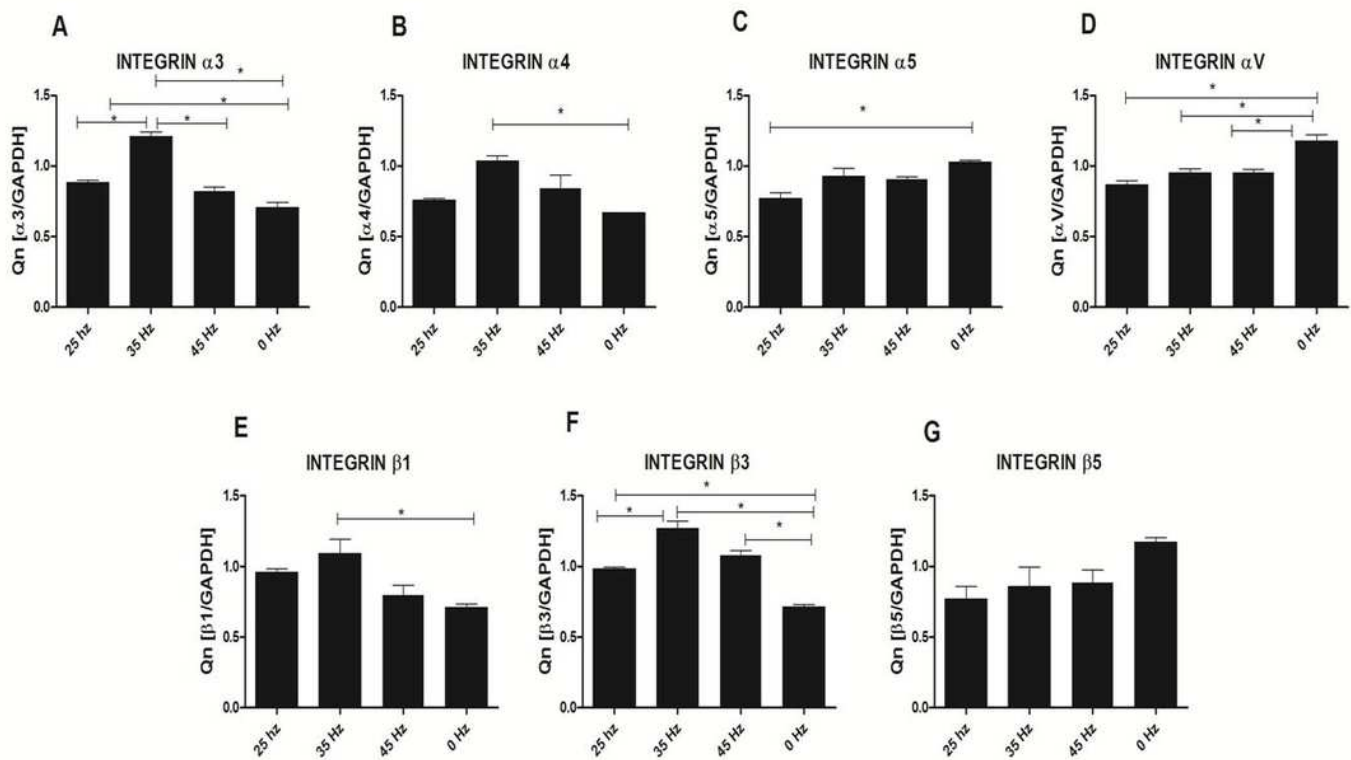 A
INTEGRIN α3
Qn [α3/GAPDH]
1.5
1.0
0.5
0.0
* * * *
25 hz
35 Hz
45 Hz
0 Hz
B
INTEGRIN α4
Qn [α4/GAPDH]
1.5
1.0
0.5
0.0
*
25 hz
35 Hz
45 Hz
0 Hz
C
INTEGRIN α5
Qn [α5/GAPDH]
1.5
1.0
0.5
0.0
*
25 hz
35 Hz
45 Hz
0 Hz
D
INTEGRIN αV
Qn [αV/GAPDH]
1.5
1.0
0.5
0.0
* * *
25 hz
35 Hz
45 Hz
0 Hz
E
INTEGRIN β1
Qn [β1/GAPDH]
1.5
1.0
0.5
0.0
*
25 hz
35 Hz
45 Hz
0 Hz
F
INTEGRIN β3
Qn [β3/GAPDH]
1.5
1.0
0.5
0.0
* * * *
25 hz
35 Hz
45 Hz
0 Hz
G
INTEGRIN β5
Qn [β5/GAPDH]
1.5
1.0
0.5
0.0
25 hz
35 Hz
45 Hz
0 Hz